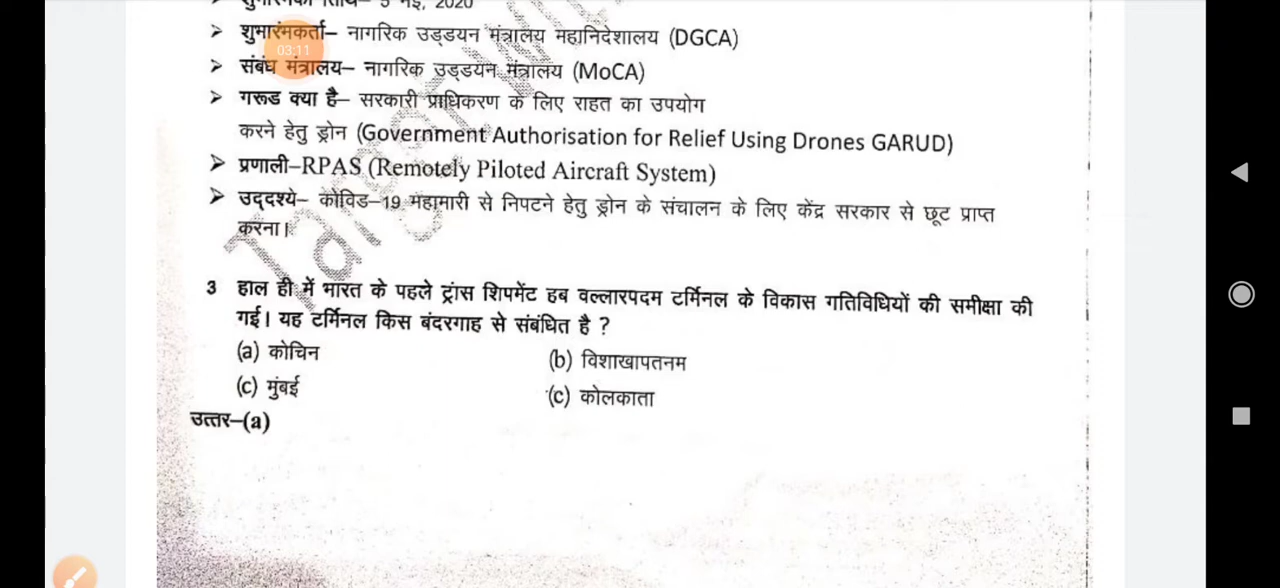 ➤ शुभारंभकर्ता– नागरिक उड्डयन मंत्रालय महानिदेशालय (DGCA)
03:11
➤ संबंध मंत्रालय– नागरिक उड्डयन मंत्रालय (MoCA)
➤ गरूड क्या है– सरकारी प्राधिकरण के लिए राहत का उपयोग
करने हेतु ड्रोन (Government Authorisation for Relief Using Drones GARUD)
➤ प्रणाली–RPAS (Remotely Piloted Aircraft System)
➤ उद्दश्ये– कोविड–19 महामारी से निपटने हेतु ड्रोन के संचालन के लिए केंद्र सरकार से छूट प्राप्त
करना।
3 हाल ही में भारत के पहले ट्रांस शिपमेंट हब वल्लारपदम टर्मिनल के विकास गतिविधियों की समीक्षा की
गई। यह टर्मिनल किस बंदरगाह से संबंधित है ?
(a) कोचिन (b) विशाखापतनम
(c) मुंबई (c) कोलकाता
उत्तर–(a)